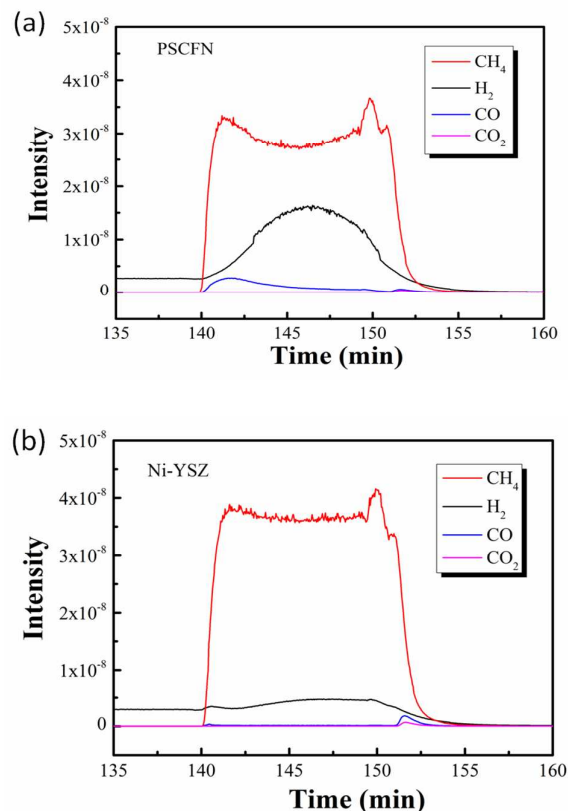 (a)
PSCFN
CH₄
H₂
CO
CO₂
Intensity
5x10⁻⁸
4x10⁻⁸
3x10⁻⁸
2x10⁻⁸
1x10⁻⁸
0
135 140 145 150 155 160
Time (min)
(b)
Ni-YSZ
CH₄
H₂
CO
CO₂
Intensity
5x10⁻⁸
4x10⁻⁸
3x10⁻⁸
2x10⁻⁸
1x10⁻⁸
0
135 140 145 150 155 160
Time (min)